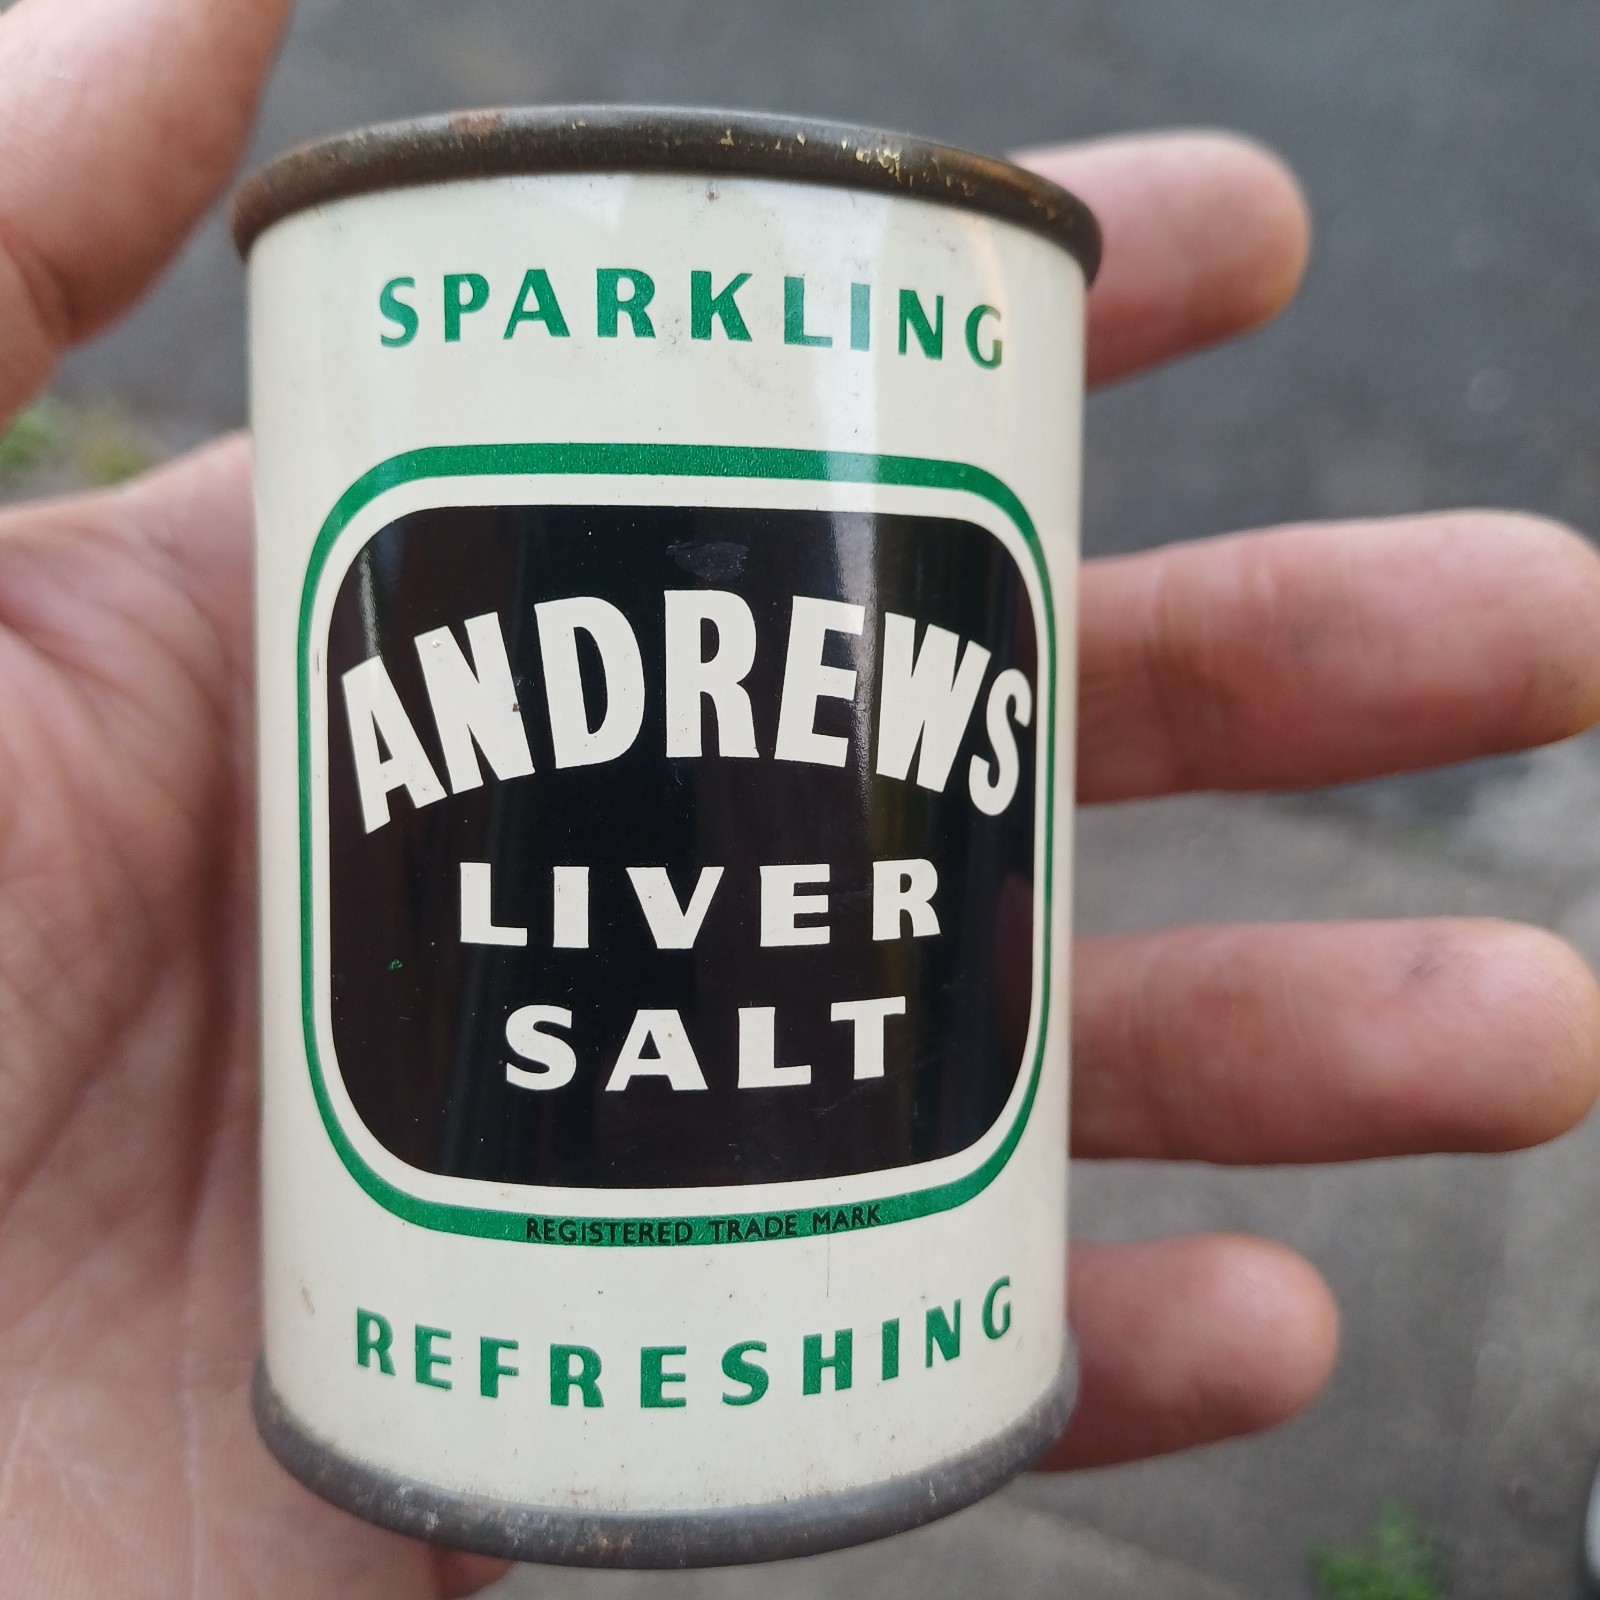 SPARKLING
ANDREWS
LIVER
SALT
REGISTERED TRADE MARK
REFRESHING